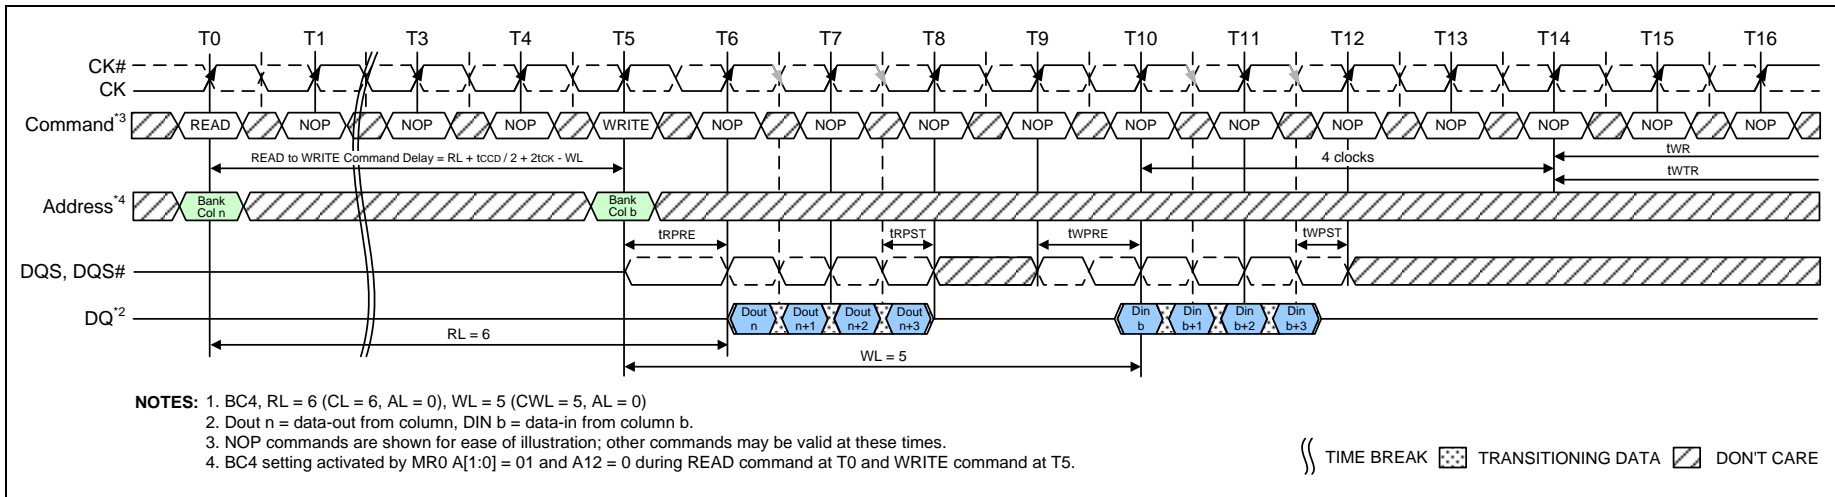 T0 T1 T3 T4 T5 T6 T7 T8 T9 T10 T11 T12 T13 T14 T15 T16
CK#
CK
Command*3 READ NOP NOP NOP WRITE NOP NOP NOP NOP NOP NOP NOP NOP NOP NOP NOP
READ to WRITE Command Delay = RL + tCCD / 2 + 2tCK - WL 4 clocks tWR
tWTR
Address*4 Bank Col n Bank Col b
tRPRE tRPST tWPRE tWPST
DQS, DQS#
DQ*2 Dout n Dout n+1 Dout n+2 Dout n+3 Din b Din b+1 Din b+2 Din b+3
RL = 6
WL = 5
NOTES: 1. BC4, RL = 6 (CL = 6, AL = 0), WL = 5 (CWL = 5, AL = 0)
2. Dout n = data-out from column, DIN b = data-in from column b.
3. NOP commands are shown for ease of illustration; other commands may be valid at these times.
4. BC4 setting activated by MR0 A[1:0] = 01 and A12 = 0 during READ command at T0 and WRITE command at T5.
TIME BREAK TRANSITIONING DATA DON'T CARE